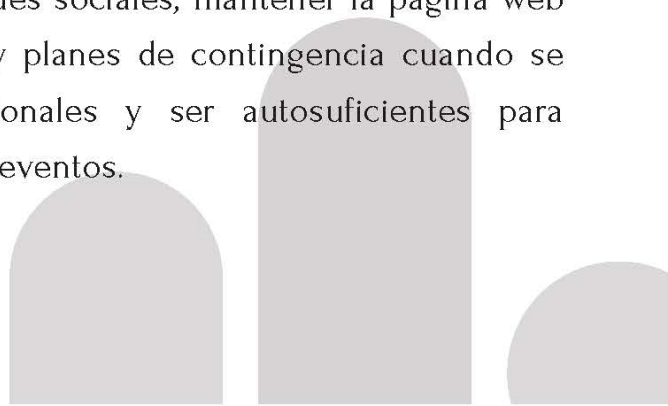 des sociales, mantener la página web
y planes de contingencia cuando se
onales y ser autosuficientes para
eventos.